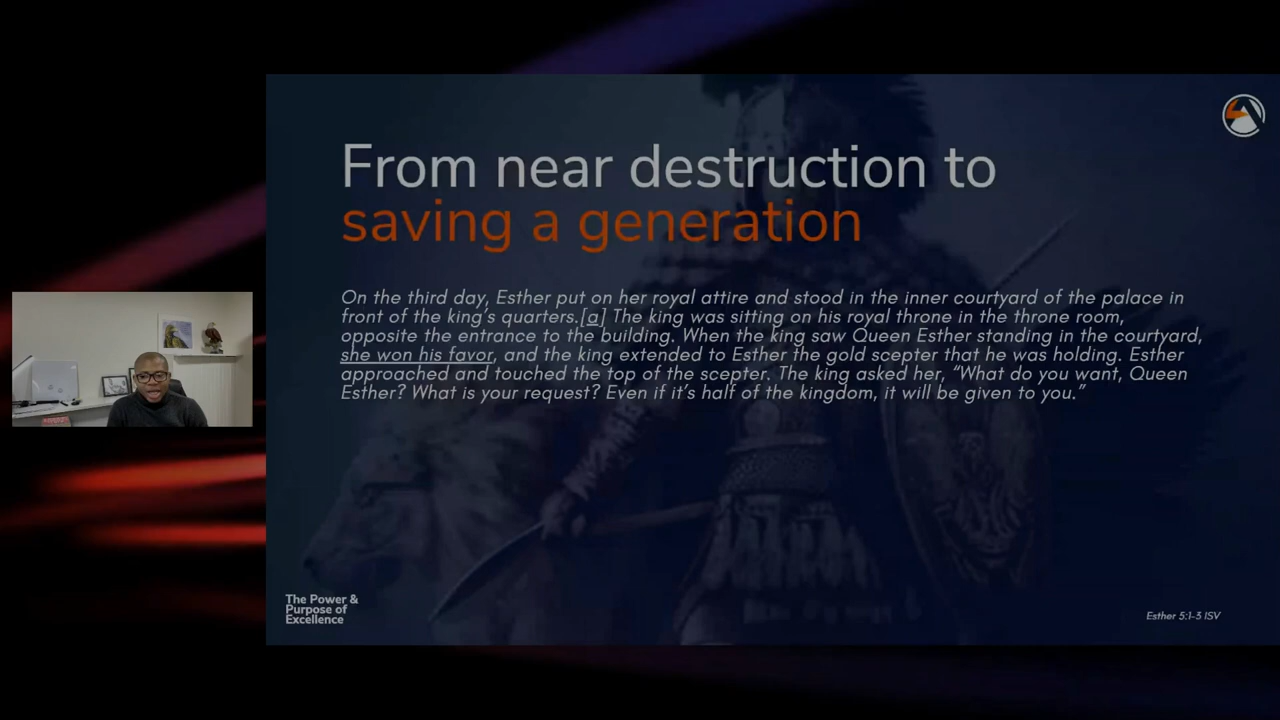 From near destruction to
saving a generation
On the third day, Esther put on her royal attire and stood in the inner courtyard of the palace in
front of the king's quarters.[a] The king was sitting on his royal throne in the throne room,
opposite the entrance to the building. When the king saw Queen Esther standing in the courtyard,
she won his favor, and the king extended to Esther the gold scepter that he was holding. Esther
approached and touched the top of the scepter. The king asked her, “What do you want, Queen
Esther? What is your request? Even if it's half of the kingdom, it will be given to you.”
The Power &
Purpose of
Excellence
Esther 5:1-3 ISV